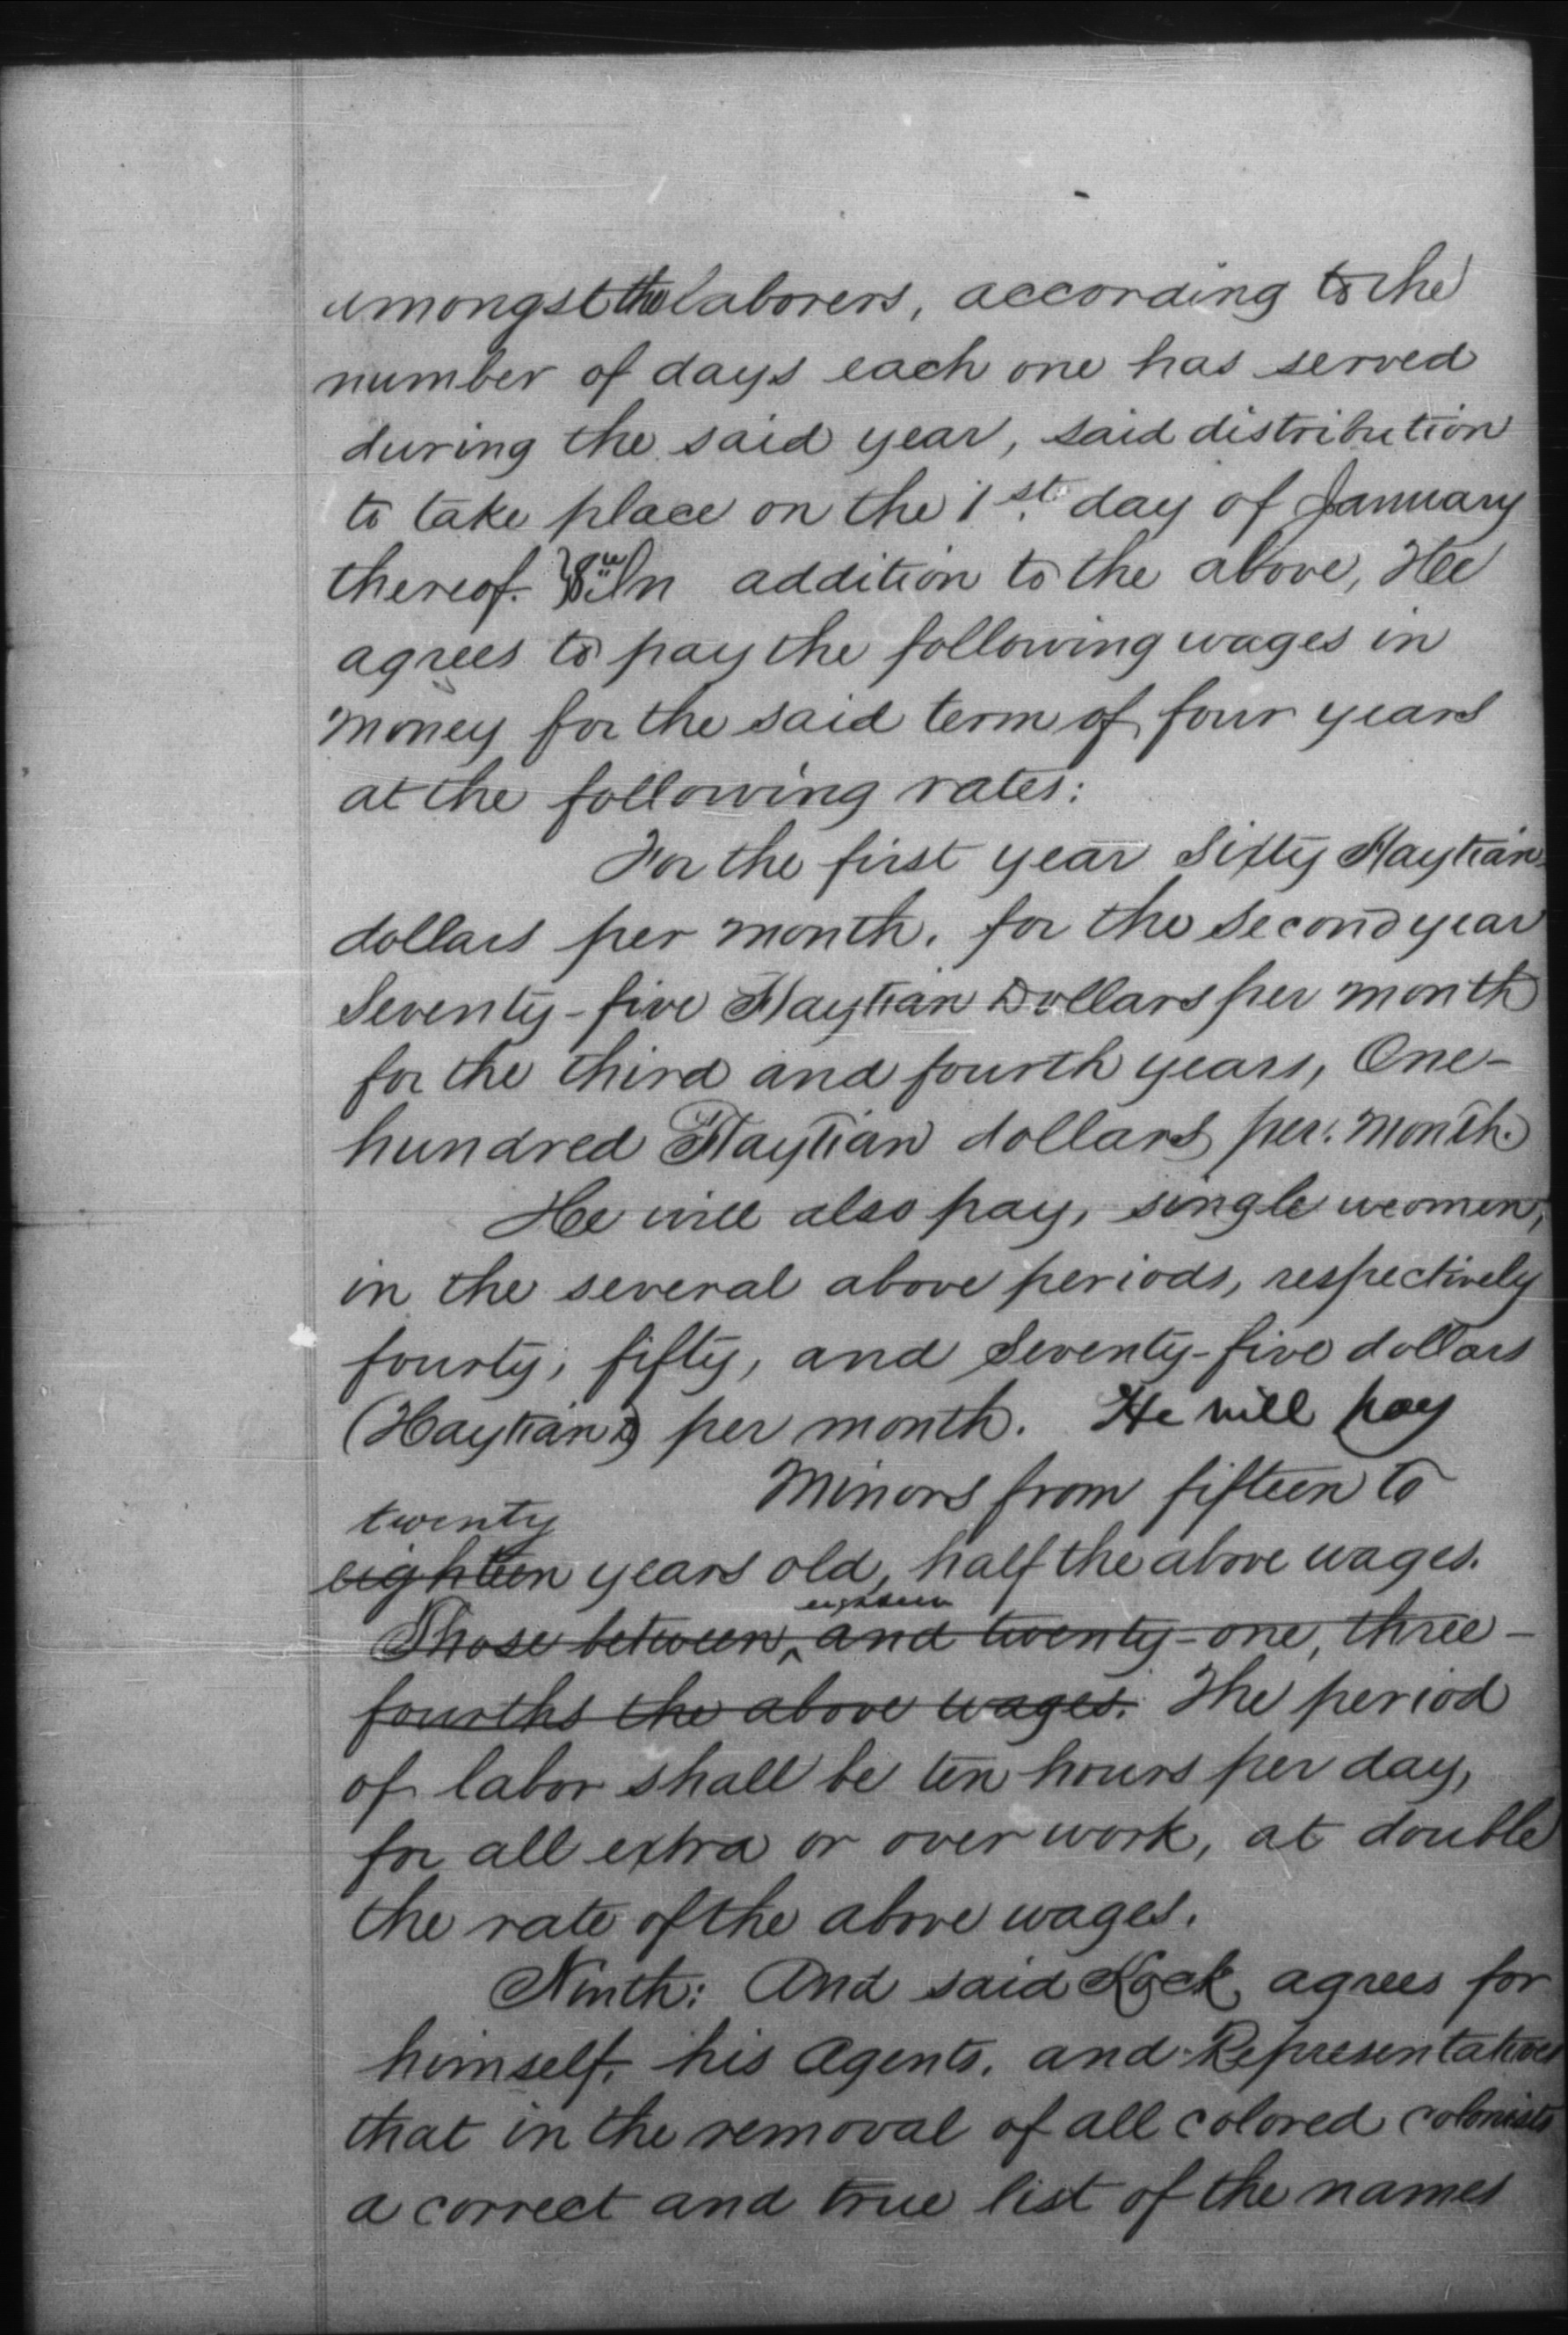 amongst the laborers, according to the
number of days each one has served
during the said year, said distribution
to take place on the 1st day of January
thereof. In addition to the above, He
agrees to pay the following wages in
money for the said term of four years
at the following rates:
For the first year Sixty Haytian
dollars per month. for the second year
Seventy-five Haytian Dollars per month
for the third and fourth years, One-
hundred Haytian dollars per month.
He will also pay, single women,
in the several above periods, respectively
fourty, fifty, and Seventy-five dollars
(Haytian) per month. He will pay
Minors from fifteen to
twenty
eighteen years old, half the above wages.
eighteen
Those between and twenty-one, three-
fourths the above wages. The period
of labor shall be ten hours per day,
for all extra or over work, at double
the rate of the above wages.
Ninth: And said Kock agrees for
himself, his Agents, and Representatives
that in the removal of all colored colonists
a correct and true list of the names